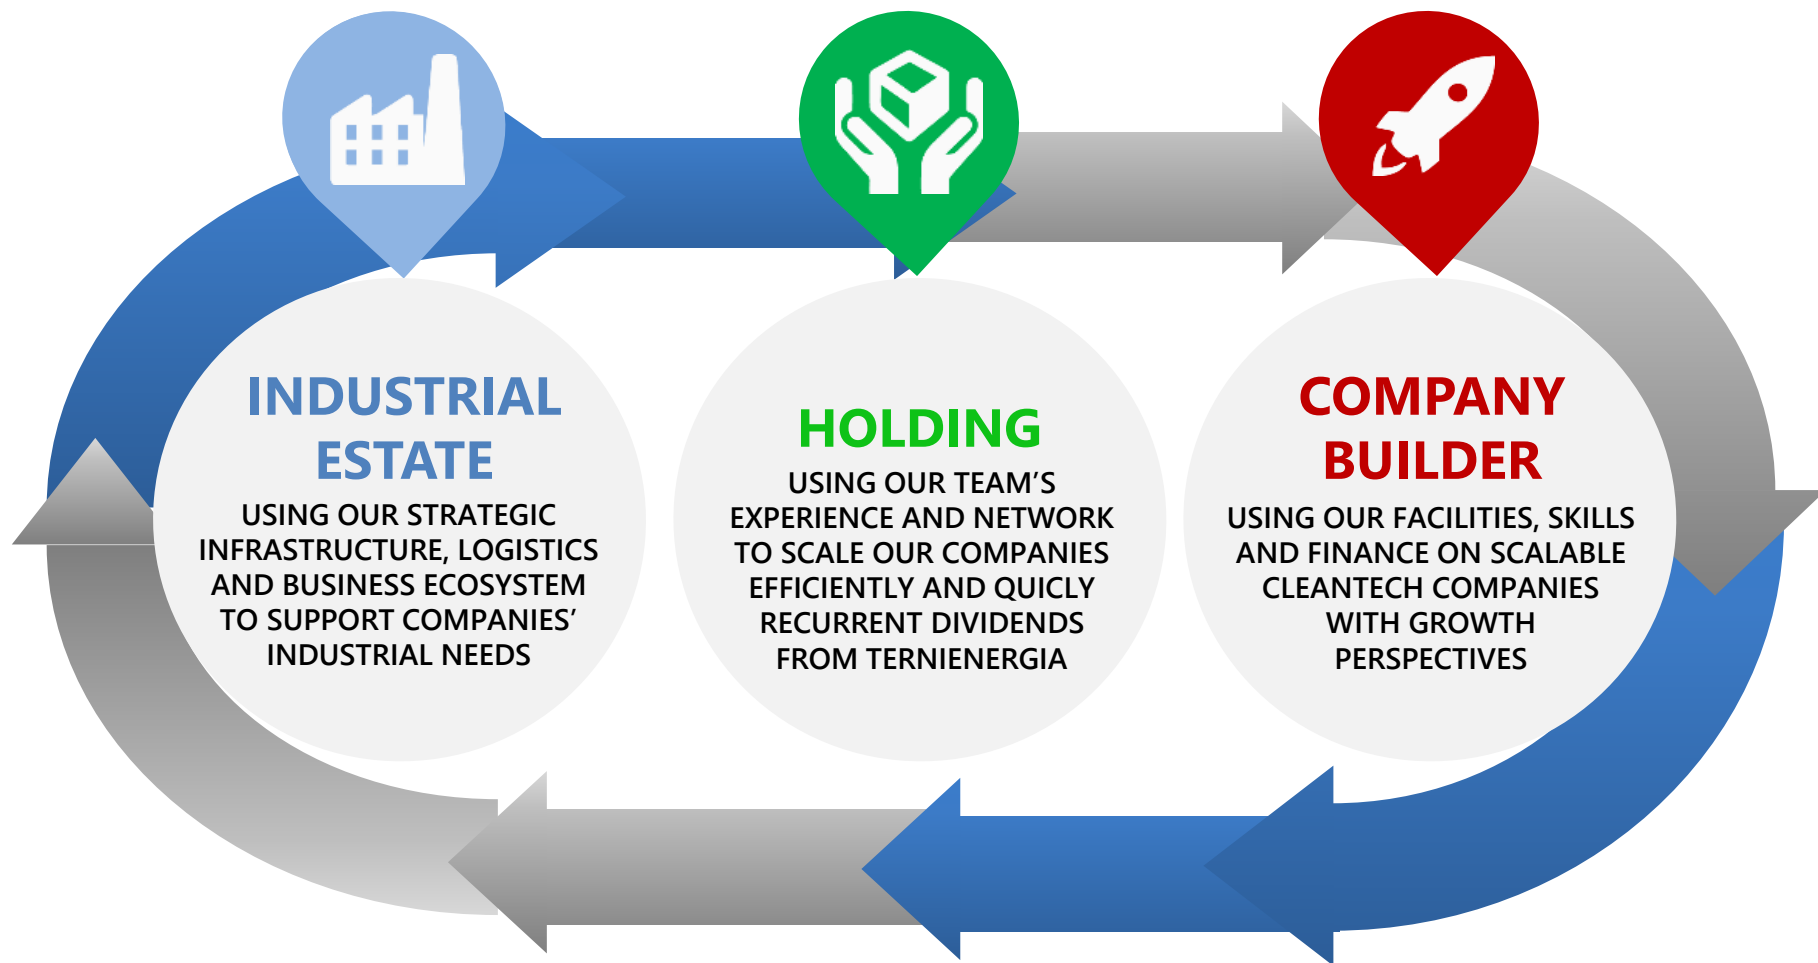 INDUSTRIAL
ESTATE
USING OUR STRATEGIC
INFRASTRUCTURE, LOGISTICS
AND BUSINESS ECOSYSTEM
TO SUPPORT COMPANIES’
INDUSTRIAL NEEDS
HOLDING
USING OUR TEAM’S
EXPERIENCE AND NETWORK
TO SCALE OUR COMPANIES
EFFICIENTLY AND QUICLY
RECURRENT DIVIDENDS
FROM TERNIENERGIA
COMPANY
BUILDER
USING OUR FACILITIES, SKILLS
AND FINANCE ON SCALABLE
CLEANTECH COMPANIES
WITH GROWTH
PERSPECTIVES